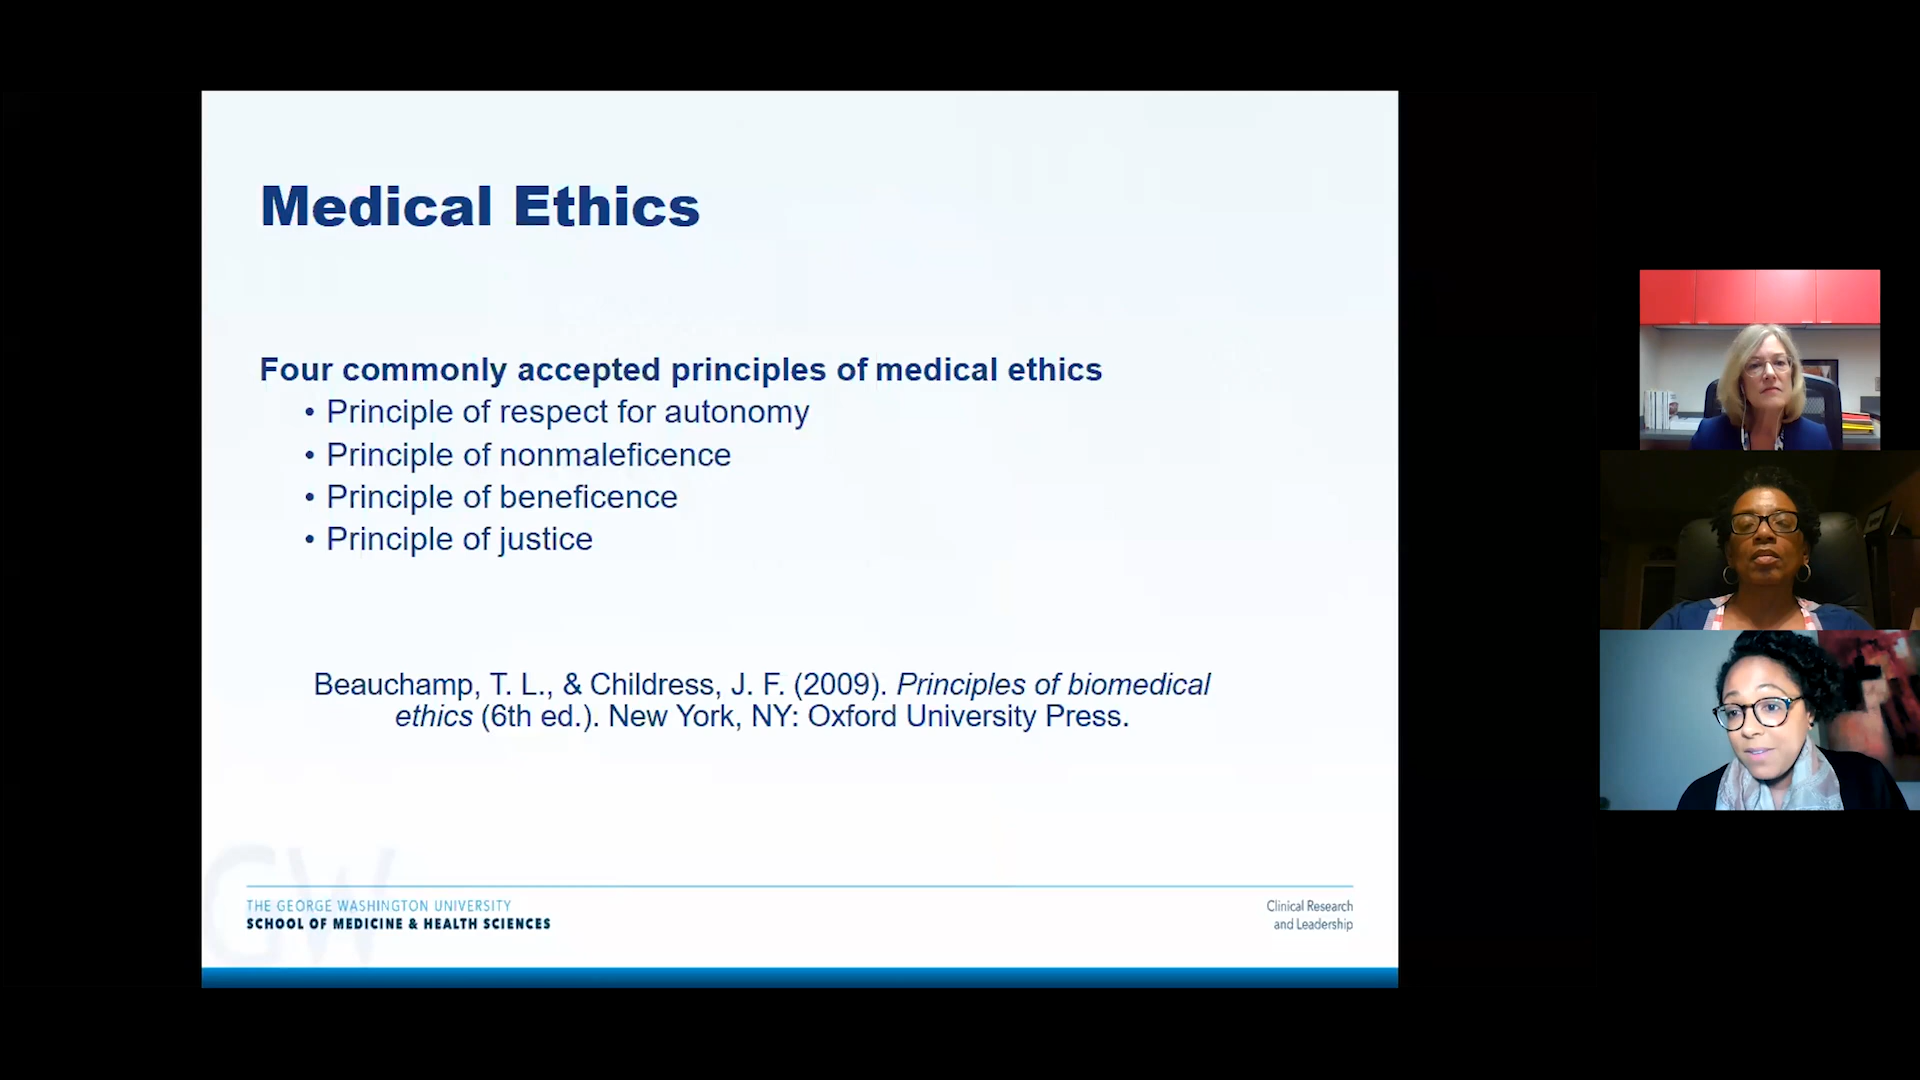 Medical Ethics
Four commonly accepted principles of medical ethics
• Principle of respect for autonomy
• Principle of nonmaleficence
• Principle of beneficence
• Principle of justice
Beauchamp, T. L., & Childress, J. F. (2009). Principles of biomedical
ethics (6th ed.). New York, NY: Oxford University Press.
GW
THE GEORGE WASHINGTON UNIVERSITY
SCHOOL OF MEDICINE & HEALTH SCIENCES
Clinical Research
and Leadership